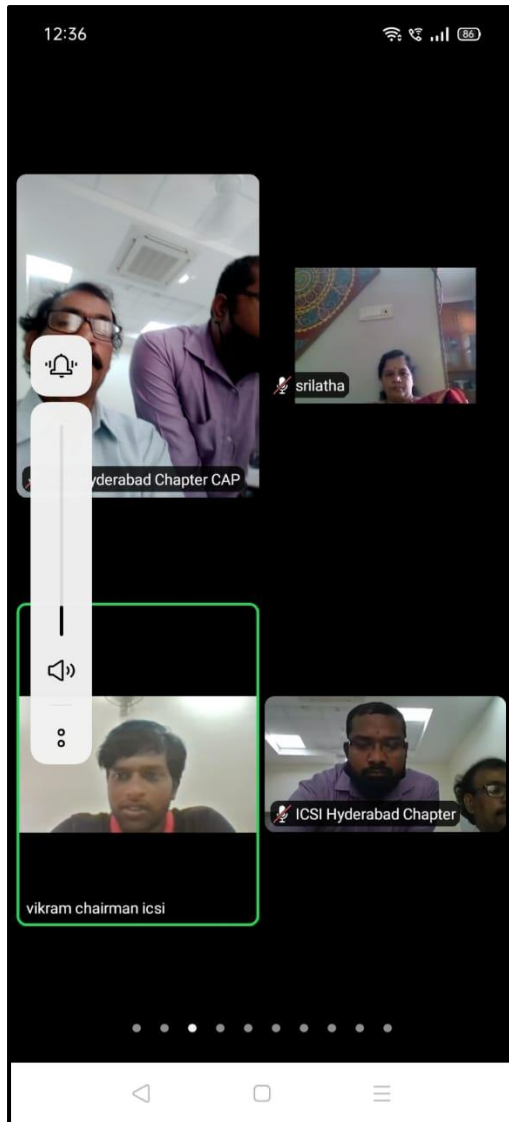 12:36
86
srilatha
yderabad Chapter CAP
vikram chairman icsi
ICSI Hyderabad Chapter